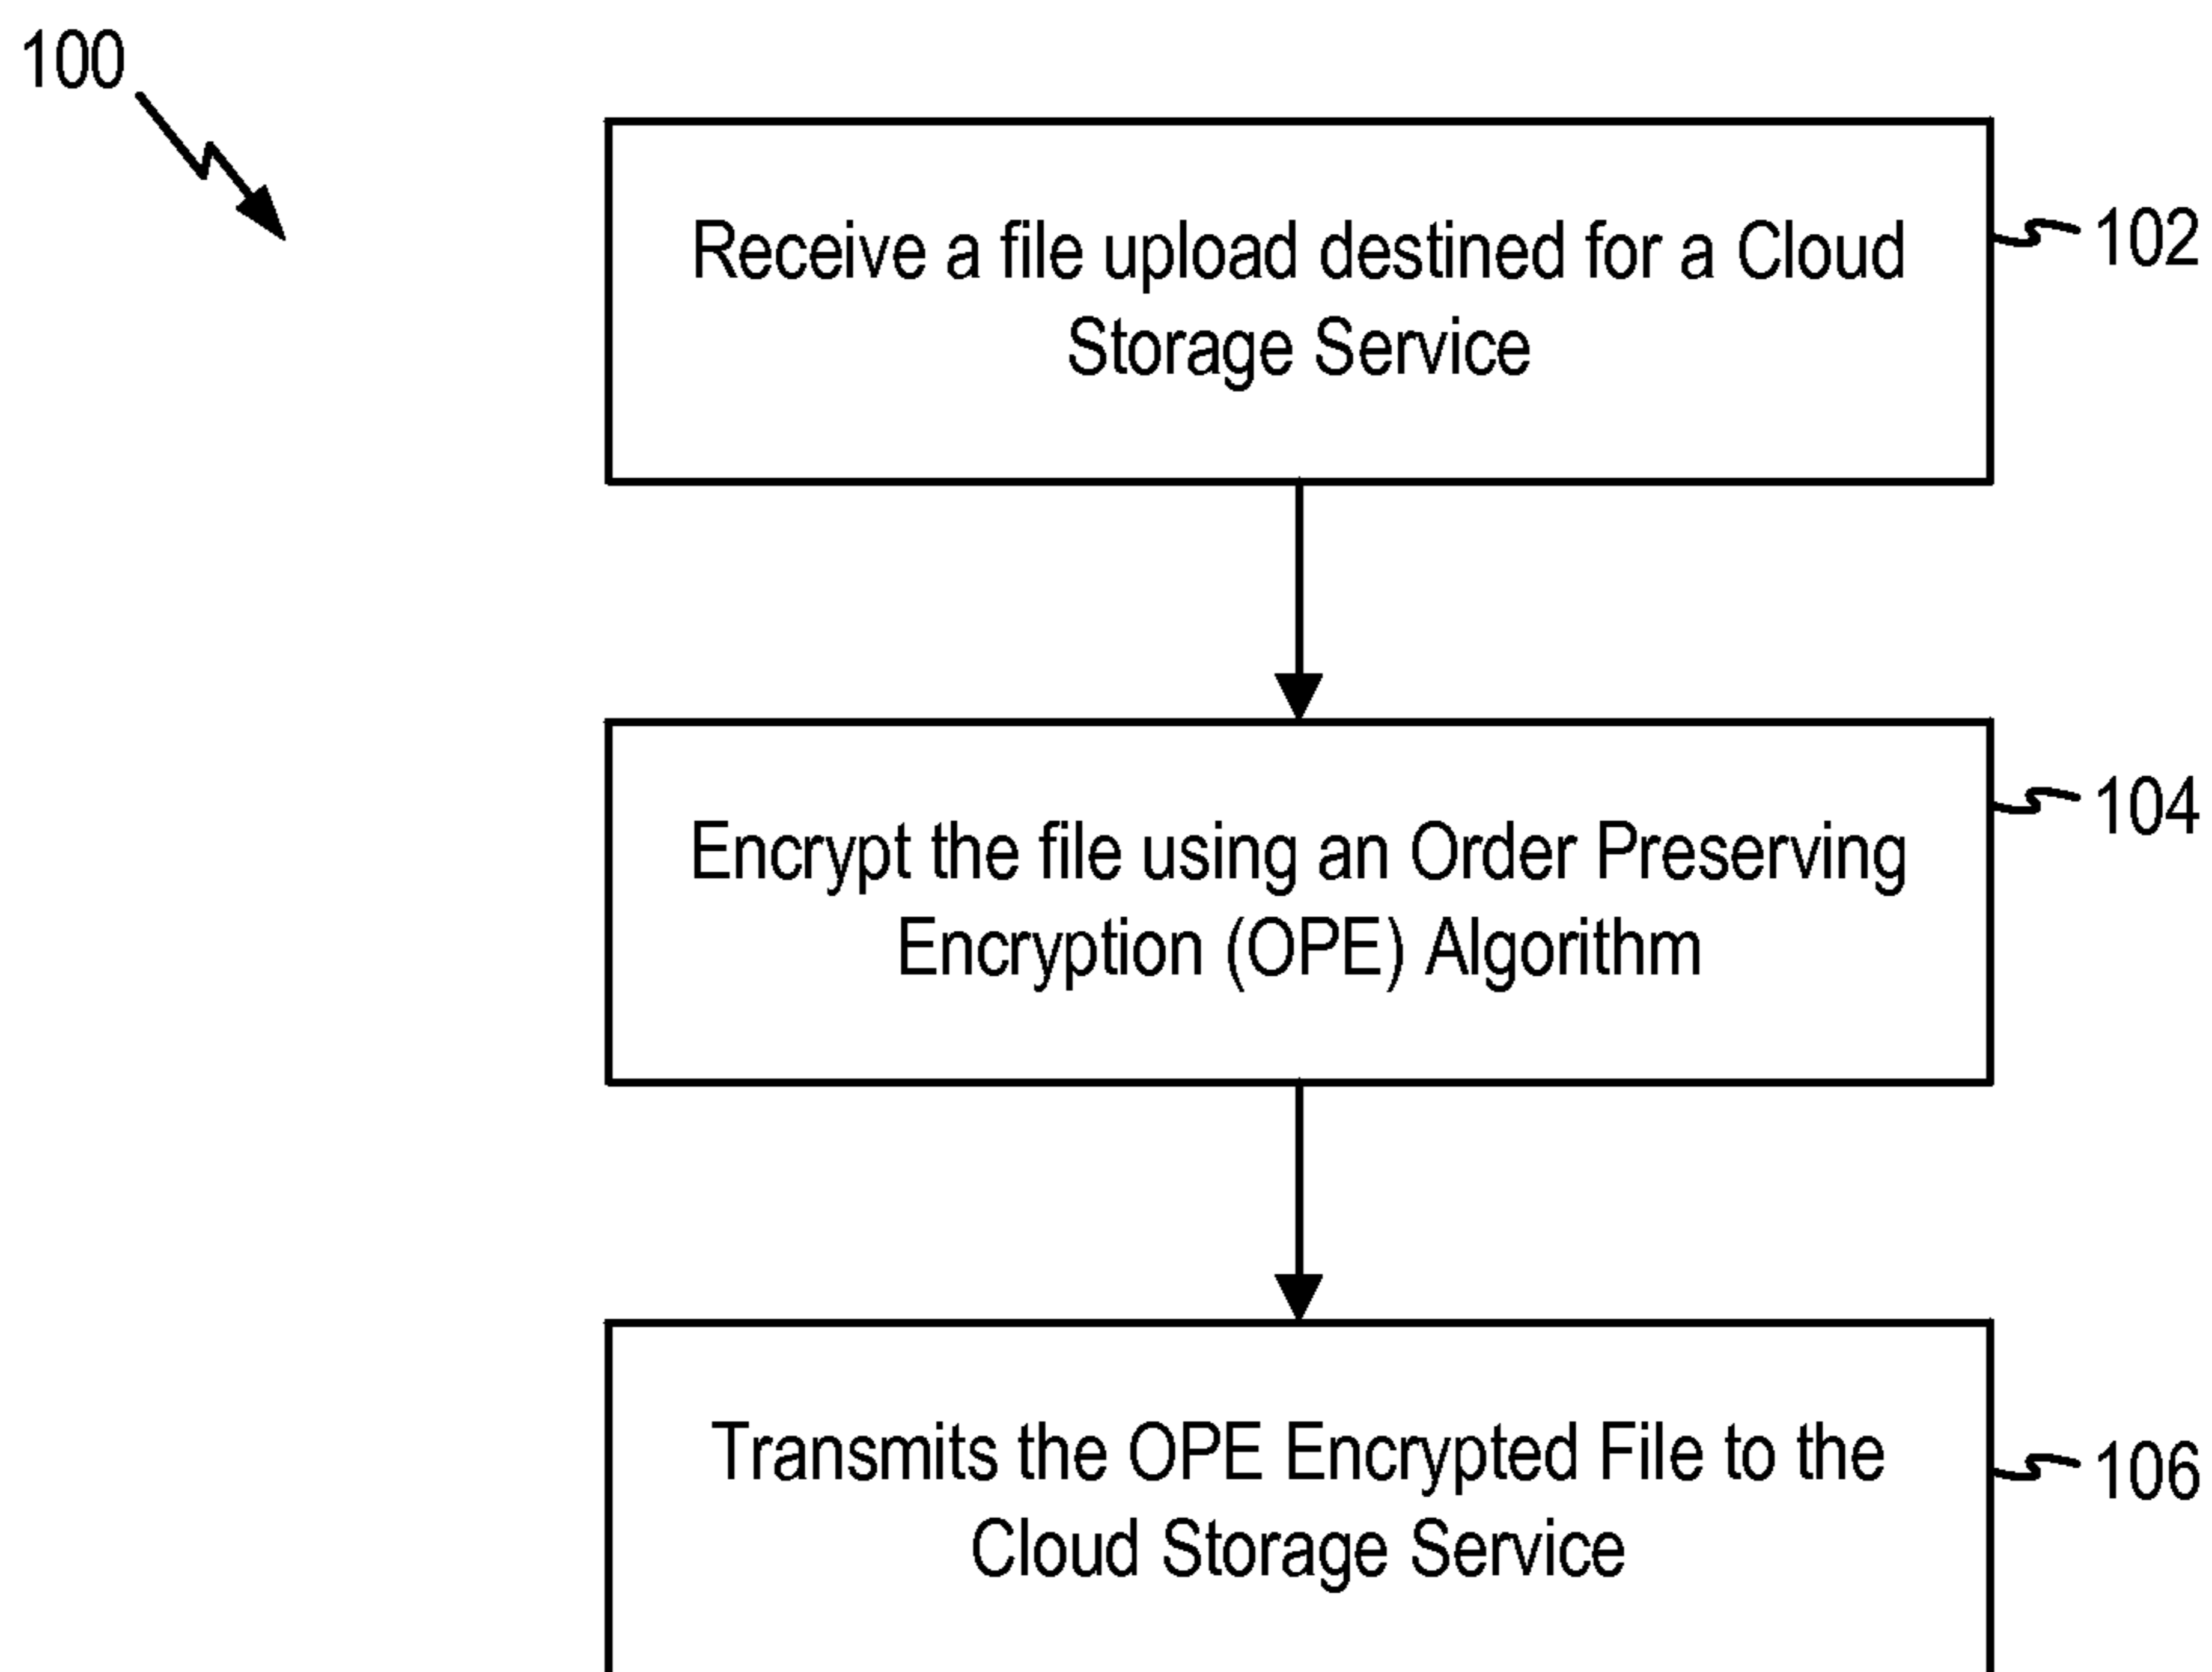 100
Receive a file upload destined for a Cloud
Storage Service
102
Encrypt the file using an Order Preserving
Encryption (OPE) Algorithm
104
Transmits the OPE Encrypted File to the
Cloud Storage Service
106